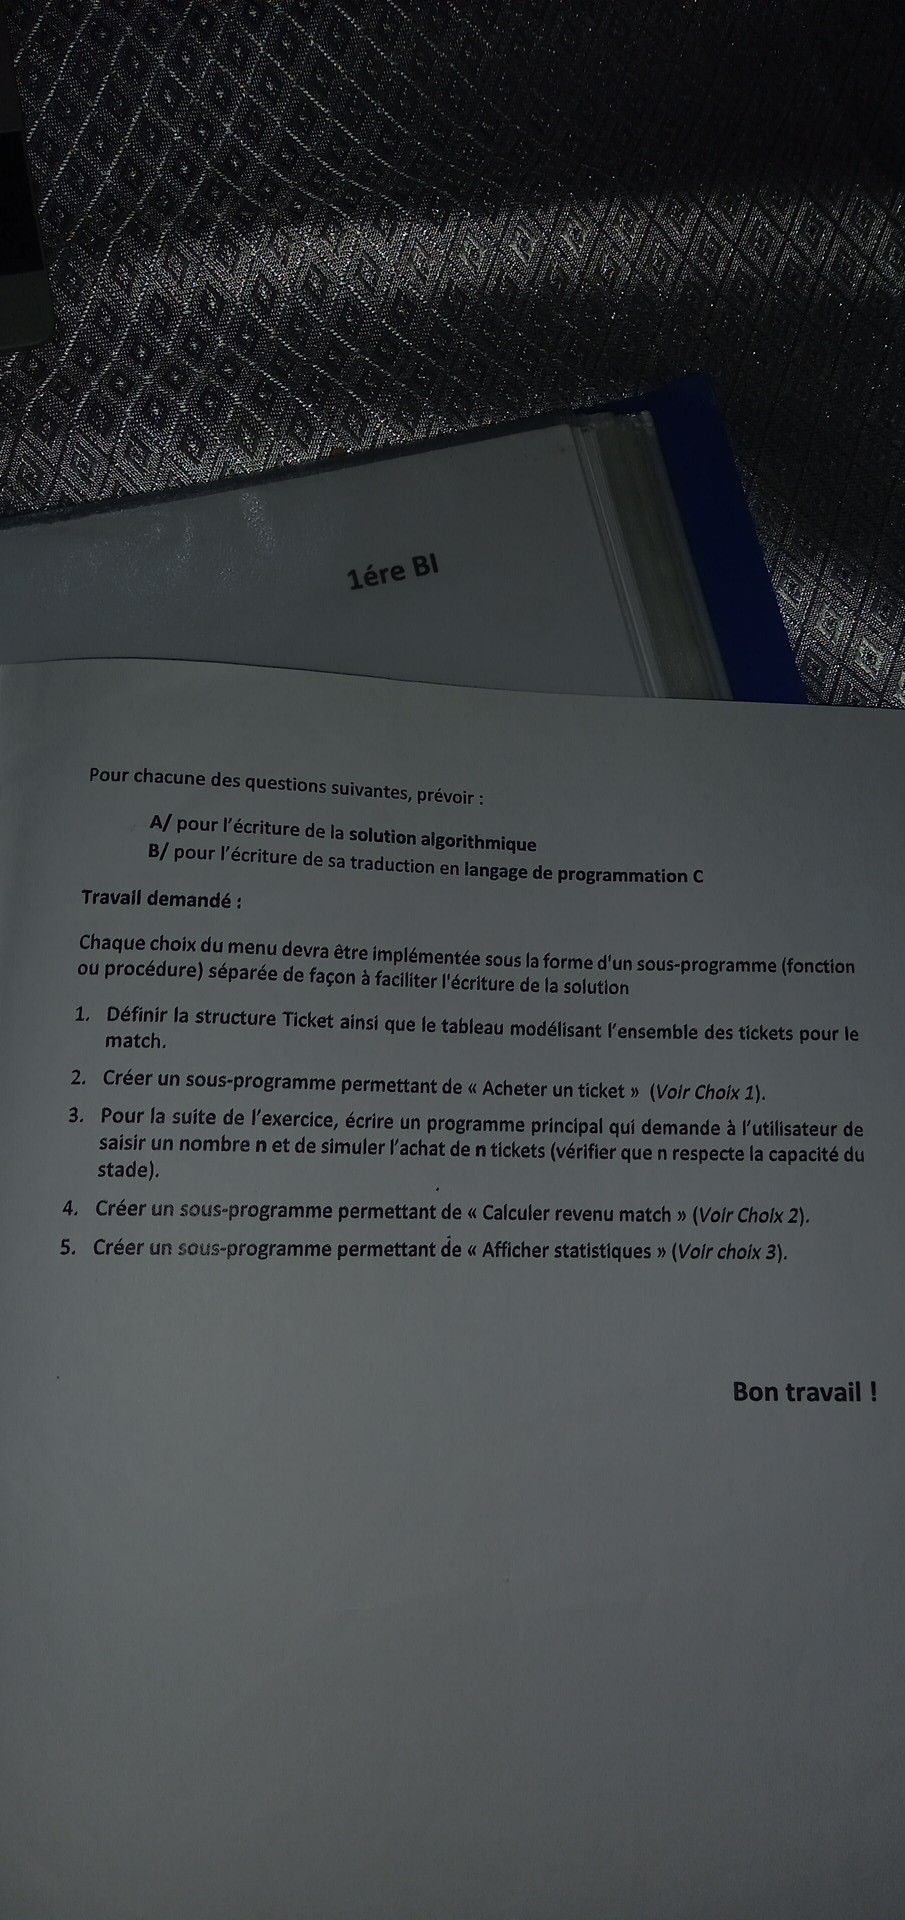 1ére BI
Pour chacune des questions suivantes, prévoir :
A/ pour l'écriture de la solution algorithmique
B/ pour l'écriture de sa traduction en langage de programmation C
Travail demandé :
Chaque choix du menu devra être implémentée sous la forme d'un sous-programme (fonction
ou procédure) séparée de façon à faciliter l'écriture de la solution
1. Définir la structure Ticket ainsi que le tableau modélisant l'ensemble des tickets pour le
match.
2. Créer un sous-programme permettant de « Acheter un ticket » (Voir Choix 1).
3. Pour la suite de l'exercice, écrire un programme principal qui demande à l'utilisateur de
saisir un nombre n et de simuler l'achat de n tickets (vérifier que n respecte la capacité du
stade).
4. Créer un sous-programme permettant de « Calculer revenu match » (Voir Choix 2).
5. Créer un sous-programme permettant de « Afficher statistiques » (Voir choix 3).
Bon travail !